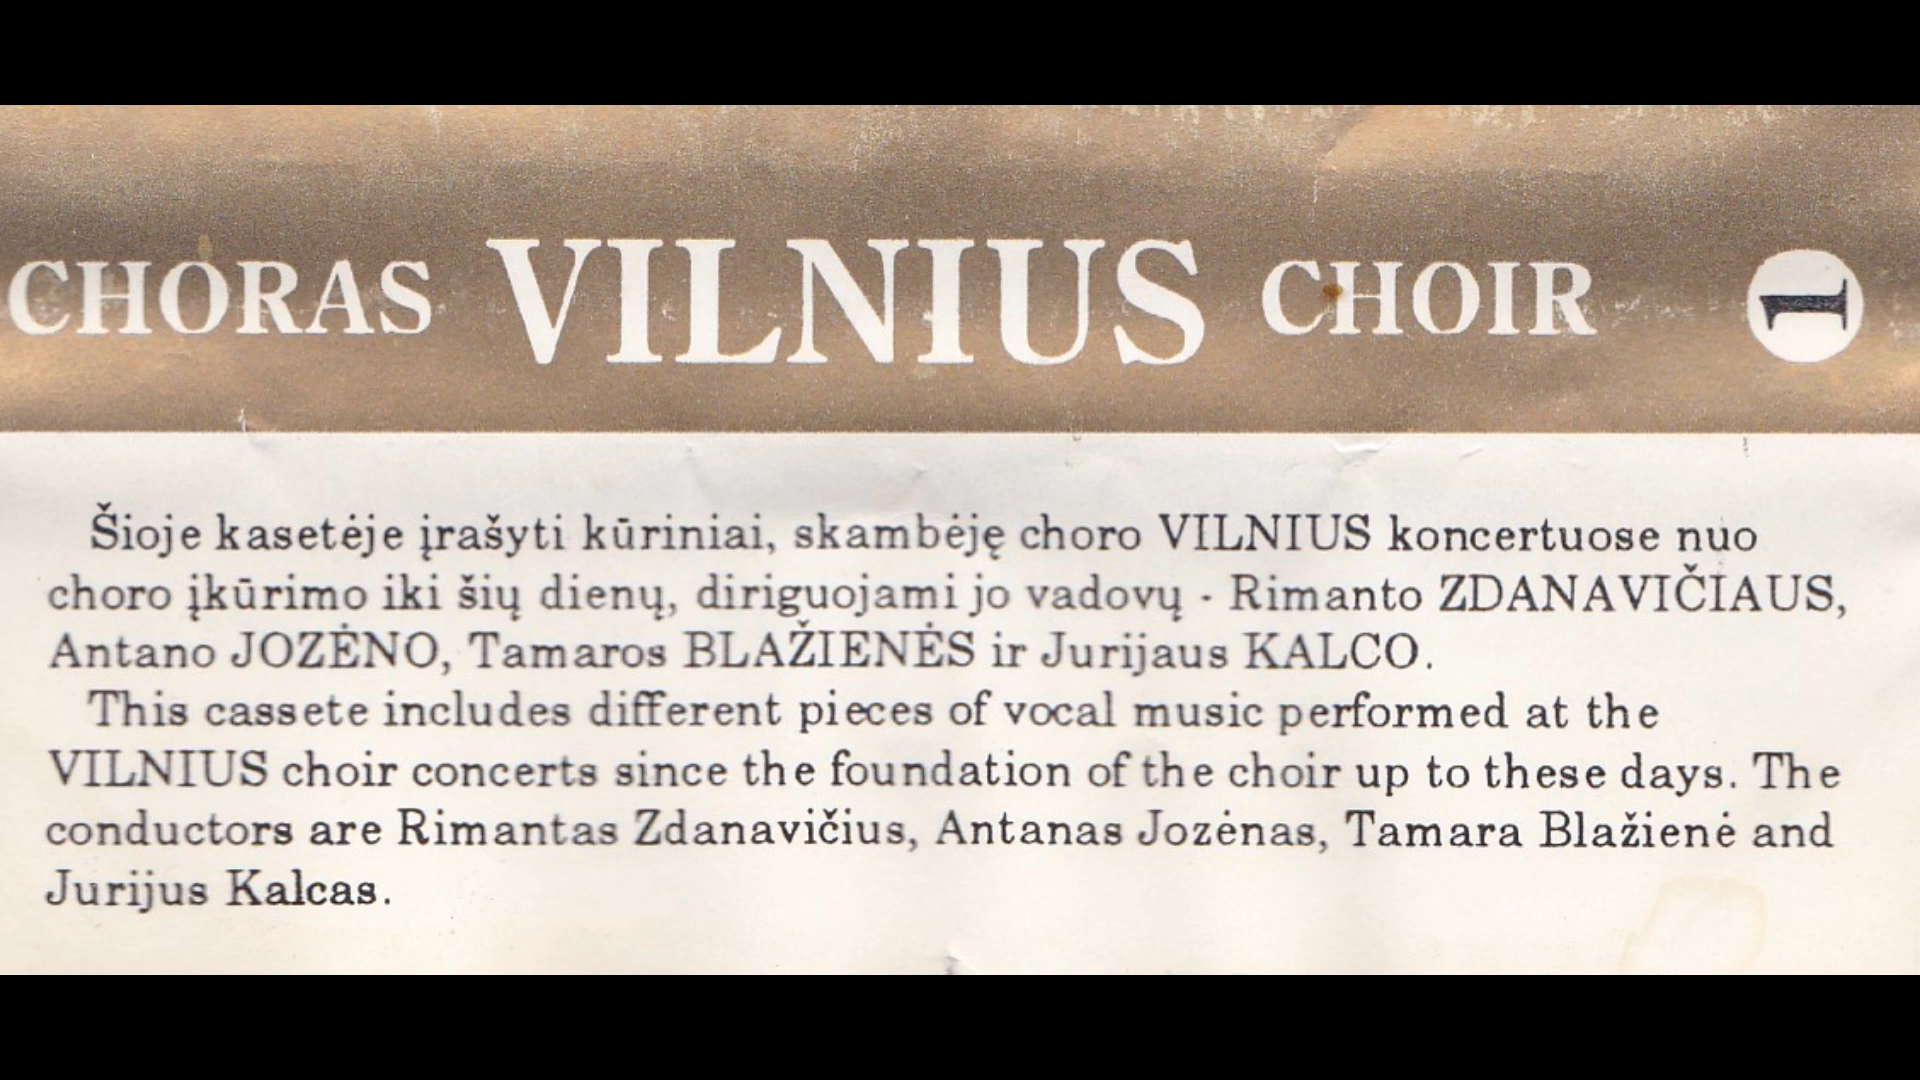 CHORAS VILNIUS CHOIR 1
Šioje kasetėje įrašyti kūriniai, skambėję choro VILNIUS koncertuose nuo
choro įkūrimo iki šių dienų, diriguojami jo vadovų - Rimanto ZDANAVIČIAUS,
Antano JOZĖNO, Tamaros BLAŽIENĖS ir Jurijaus KALCO.
This cassete includes different pieces of vocal music performed at the
VILNIUS choir concerts since the foundation of the choir up to these days. The
conductors are Rimantas Zdanavičius, Antanas Jozėnas, Tamara Blažienė and
Jurijus Kalcas.